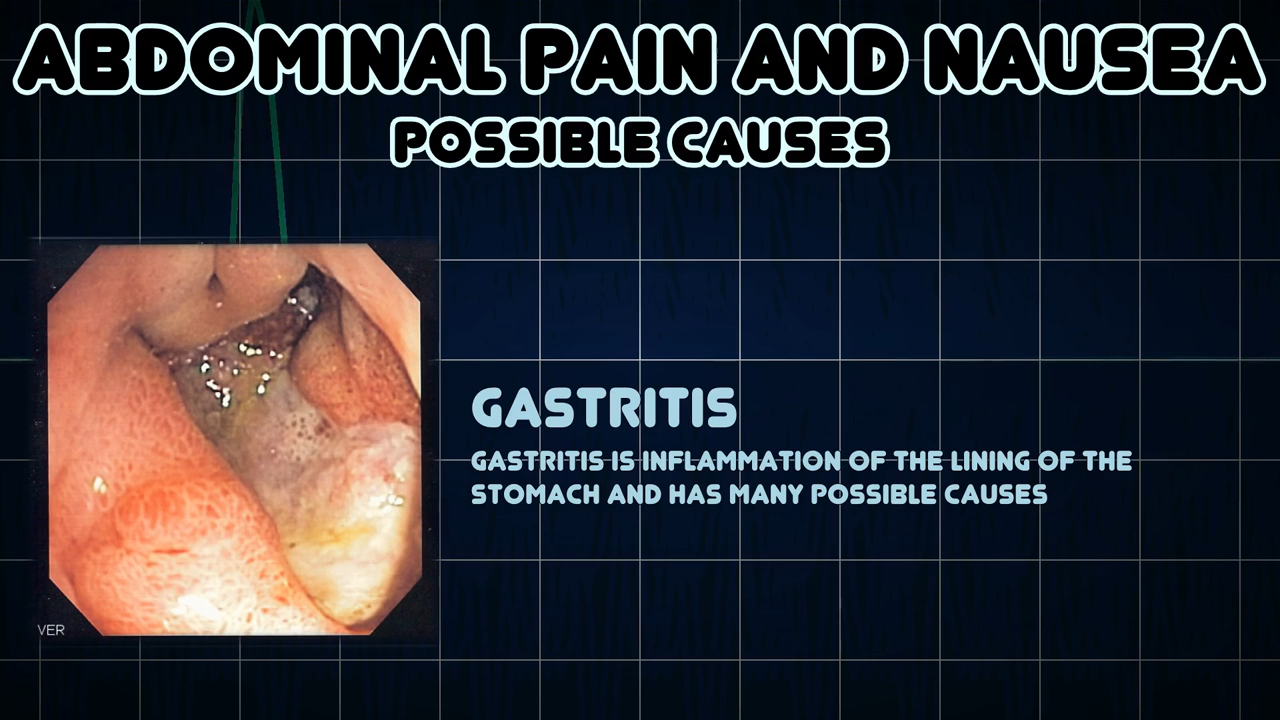 ABDOMINAL PAIN AND NAUSEA
POSSIBLE CAUSES
GASTRITIS
GASTRITIS IS INFLAMMATION OF THE LINING OF THE
STOMACH AND HAS MANY POSSIBLE CAUSES
VER